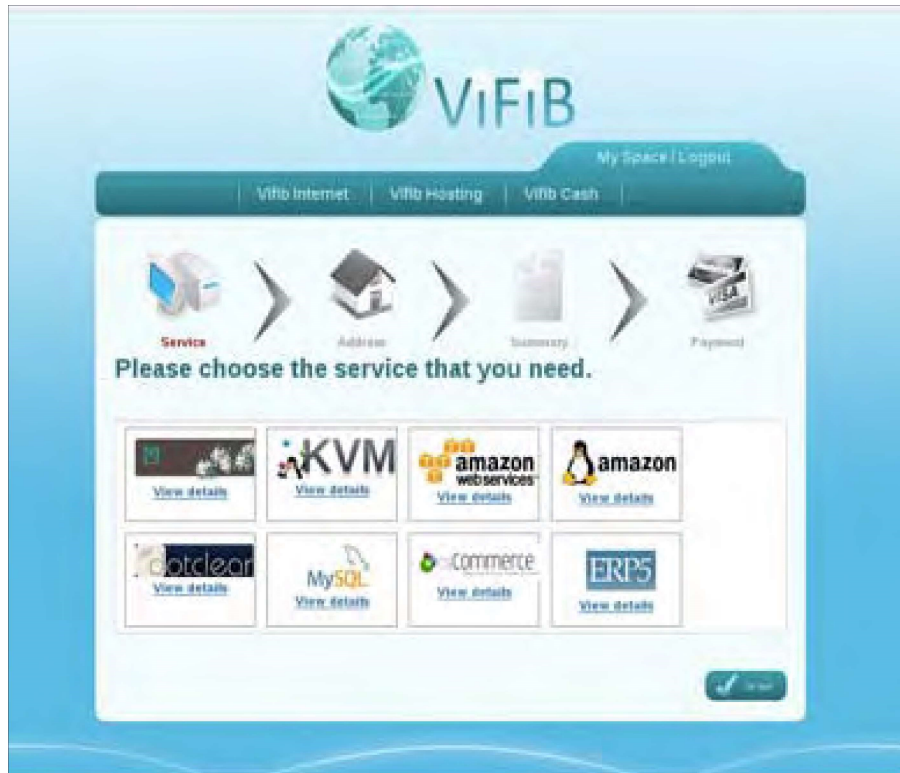 ViFiB
My Space | Logout
Vifib Internet | Vifib Hosting | Vifib Cash |
Service
Address
Summary
VISA
Payment
Please choose the service that you need.
KVM
amazon
webservices
amazon
View details
View details
View details
View details
dotclear
MySQL
Commerce
ERP5
View details
View details
View details
View details